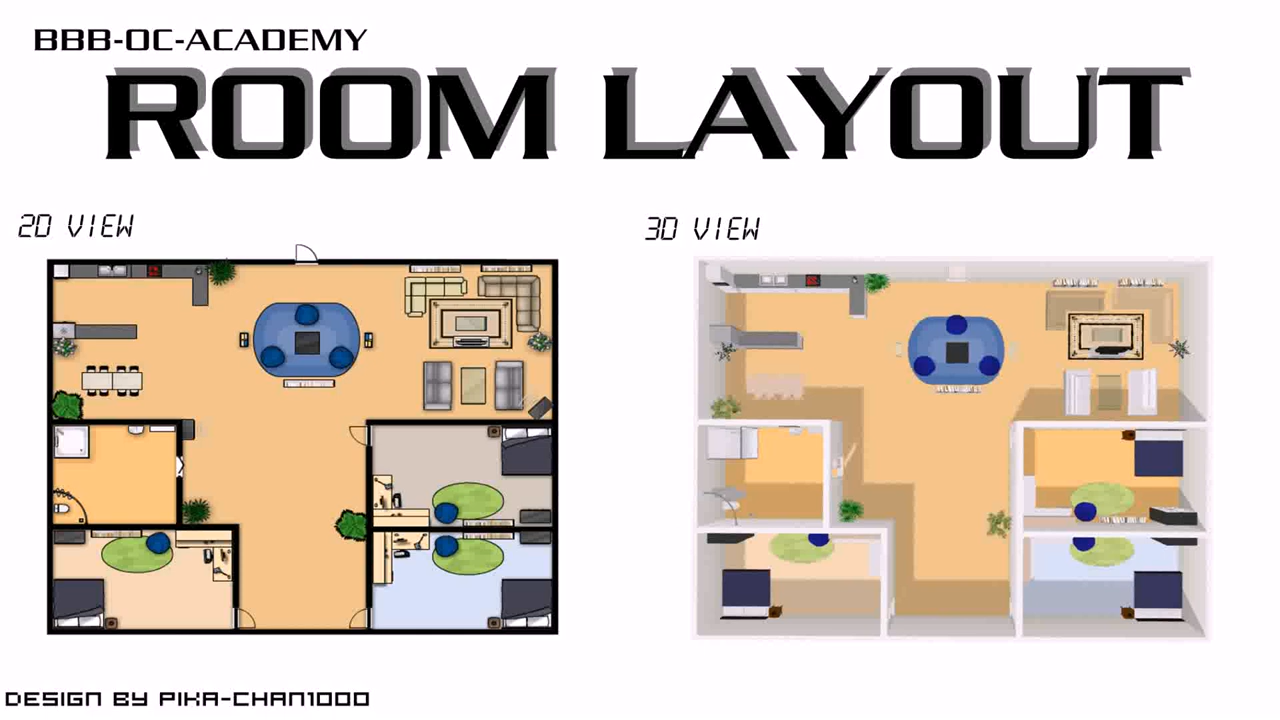 BBB-OC-ACADEMY
ROOM LAYOUT
2D VIEW
3D VIEW
DESIGN BY PIKA-CHAN1000